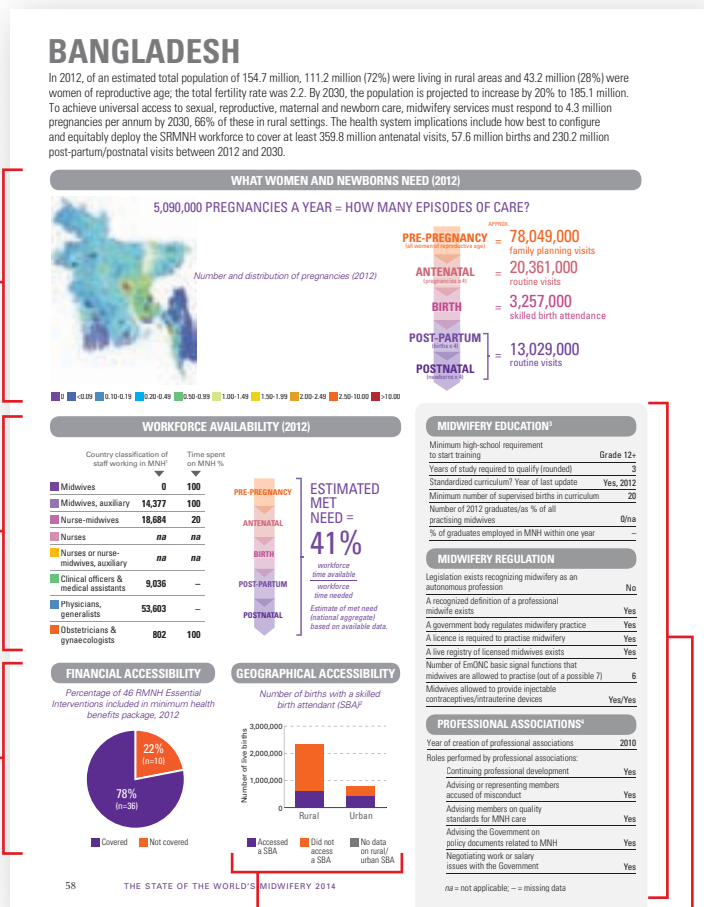 BANGLADESH
In 2012, of an estimated total population of 154.7 million, 111.2 million (72%) were living in rural areas and 43.2 million (28%) were
women of reproductive age; the total fertility rate was 2.2. By 2030, the population is projected to increase by 20% to 185.1 million.
To achieve universal access to sexual, reproductive, maternal and newborn care, midwifery services must respond to 4.3 million
pregnancies per annum by 2030, 66% of these in rural settings. The health system implications include how best to configure
and equitably deploy the SRMNH workforce to cover at least 359.8 million antenatal visits, 57.6 million births and 230.2 million
post-partum/postnatal visits between 2012 and 2030.
WHAT WOMEN AND NEWBORNS NEED (2012)
5,090,000 PREGNANCIES A YEAR = HOW MANY EPISODES OF CARE?
Number and distribution of pregnancies (2012)
APPROX.
PRE-PREGNANCY
(all women of reproductive age)
= 78,049,000
family planning visits
ANTENATAL
(pregnancies x 4)
= 20,361,000
routine visits
BIRTH
= 3,257,000
skilled birth attendance
POST-PARTUM
(births x 4)
POSTNATAL
(newborns x 4)
= 13,029,000
routine visits
0 <0.09 0.10-0.19 0.20-0.49 0.50-0.99 1.00-1.49 1.50-1.99 2.00-2.49 2.50-10.00 >10.00
WORKFORCE AVAILABILITY (2012)
Country classification of
staff working in MNH¹
Time spent
on MNH %
Midwives 0 100
Midwives, auxiliary 14,377 100
Nurse-midwives 18,684 20
Nurses na na
Nurses or nurse-
midwives, auxiliary na na
Clinical officers &
medical assistants 9,036 –
Physicians,
generalists 53,603 –
Obstetricians &
gynaecologists 802 100
PRE-PREGNANCY
ANTENATAL
BIRTH
POST-PARTUM
POSTNATAL
ESTIMATED
MET
NEED =
41%
workforce
time available
workforce
time needed
Estimate of met need
(national aggregate)
based on available data.
FINANCIAL ACCESSIBILITY
Percentage of 46 RMNH Essential
Interventions included in minimum health
benefits package, 2012
22%
(n=10)
78%
(n=36)
Covered Not covered
GEOGRAPHICAL ACCESSIBILITY
Number of births with a skilled
birth attendant (SBA)²
Number of live births
3,000,000
2,000,000
1,000,000
0
Rural Urban
Accessed
a SBA
Did not
access
a SBA
No data
on rural/
urban SBA
MIDWIFERY EDUCATION³
Minimum high-school requirement
to start training Grade 12+
Years of study required to qualify (rounded) 3
Standardized curriculum? Year of last update Yes, 2012
Minimum number of supervised births in curriculum 20
Number of 2012 graduates/as % of all
practising midwives 0/na
% of graduates employed in MNH within one year –
MIDWIFERY REGULATION
Legislation exists recognizing midwifery as an
autonomous profession No
A recognized definition of a professional
midwife exists Yes
A government body regulates midwifery practice Yes
A licence is required to practise midwifery Yes
A live registry of licensed midwives exists Yes
Number of EmONC basic signal functions that
midwives are allowed to practise (out of a possible 7) 6
Midwives allowed to provide injectable
contraceptives/intrauterine devices Yes/Yes
PROFESSIONAL ASSOCIATIONS⁴
Year of creation of professional associations 2010
Roles performed by professional associations:
Continuing professional development Yes
Advising or representing members
accused of misconduct Yes
Advising members on quality
standards for MNH care Yes
Advising the Government on
policy documents related to MNH Yes
Negotiating work or salary
issues with the Government Yes
na = not applicable; – = missing data
58 THE STATE OF THE WORLD'S MIDWIFERY 2014